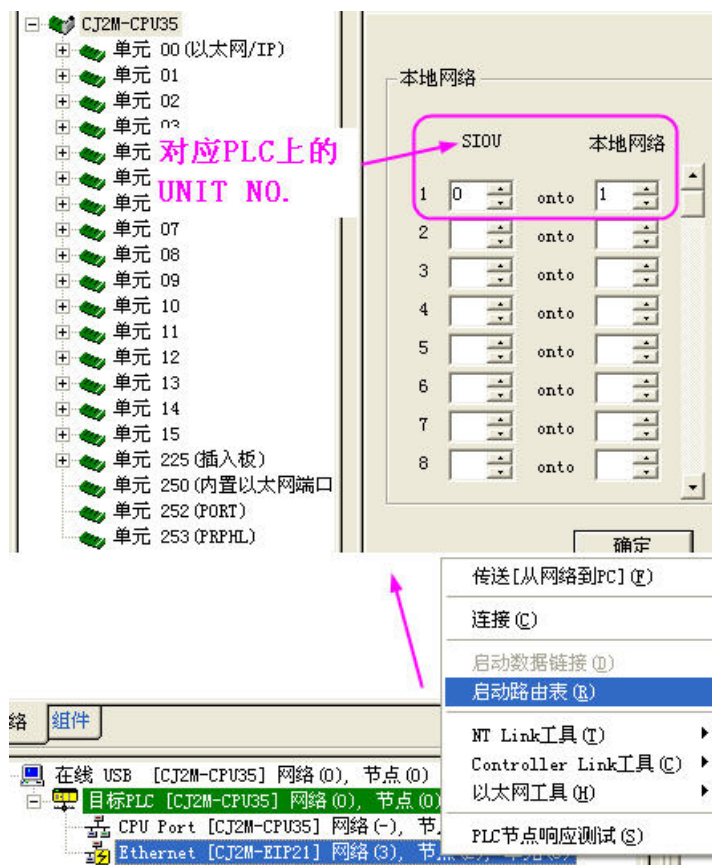 CJ2M-CPU35
单元 00(以太网/IP)
单元 01
单元 02
单元 03
单元
单元
单元
单元 07
单元 08
单元 09
单元 10
单元 11
单元 12
单元 13
单元 14
单元 15
单元 225(插入板)
单元 250(内置以太网端口
单元 252(PORT)
单元 253(PRPHL)
对应PLC上的
UNIT NO.
本地网络
SIOU 本地网络
1 0 onto 1
2 onto
3 onto
4 onto
5 onto
6 onto
7 onto
8 onto
确定
传送[从网络到PC](F)
连接(C)
启动数据链接(D)
启动路由表(R)
NT Link工具(T)
Controller Link工具(C)
以太网工具(H)
PLC节点响应测试(S)
络 组件
在线 USB [CJ2M-CPU35] 网络(0), 节点(0)
目标PLC [CJ2M-CPU35] 网络(0), 节点(0)
CPU Port [CJ2M-CPU35] 网络(-), 节
Ethernet [CJ2M-EIP21] 网络(3), 节